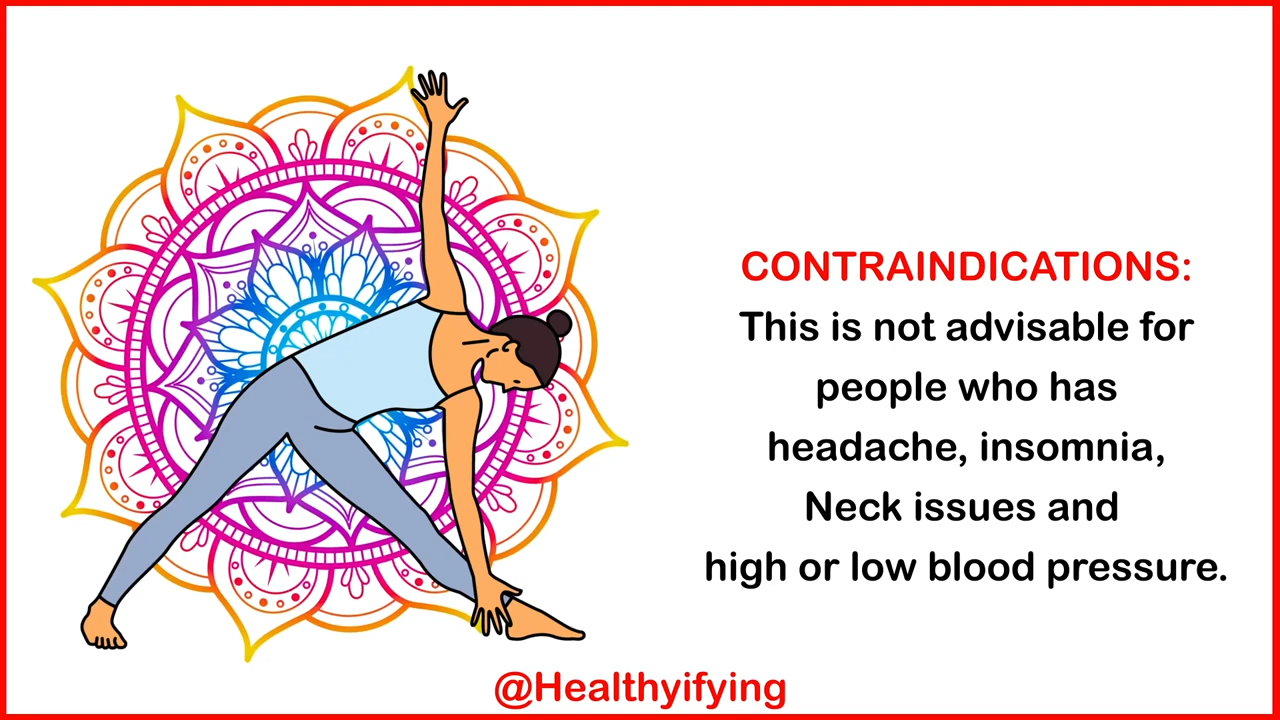 CONTRAINDICATIONS:
This is not advisable for
people who has
headache, insomnia,
Neck issues and
high or low blood pressure.
@Healthyifying